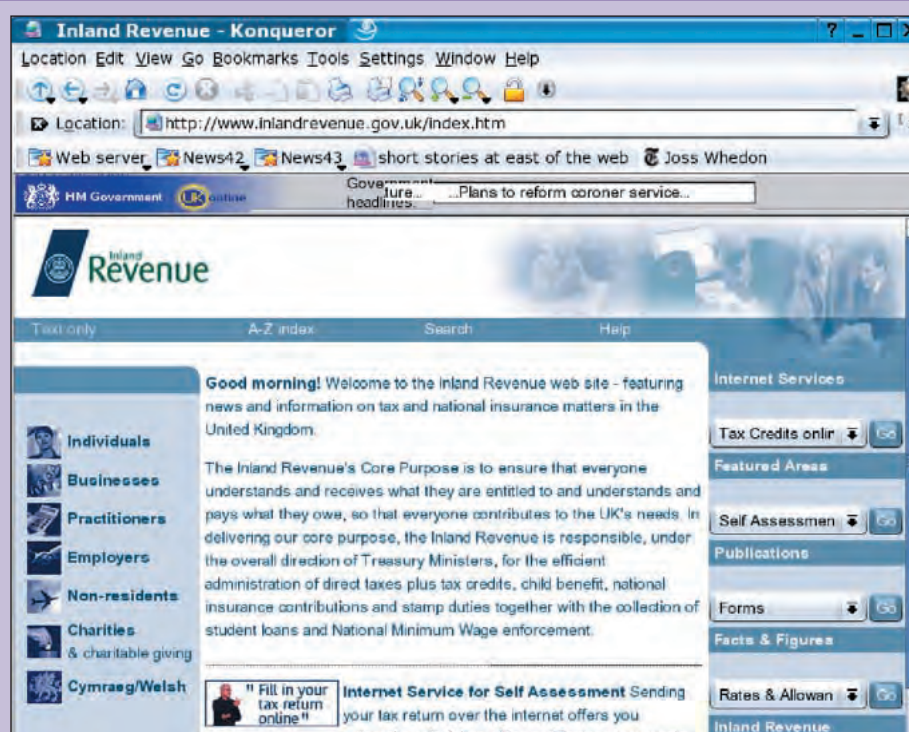 Inland Revenue - Konqueror
Location Edit View Go Bookmarks Tools Settings Window Help
Location: http://www.inlandrevenue.gov.uk/index.htm
Web server News42 News43 short stories at east of the web Joss Whedon
HM Government UK online
Government headlines:
ture... ...Plans to reform coroner service...
Inland
Revenue
Text only A-Z index Search Help
Individuals
Businesses
Practitioners
Employers
Non-residents
Charities
& charitable giving
Cymraeg/Welsh
Good morning! Welcome to the Inland Revenue web site - featuring
news and information on tax and national insurance matters in the
United Kingdom.
The Inland Revenue's Core Purpose is to ensure that everyone
understands and receives what they are entitled to and understands and
pays what they owe, so that everyone contributes to the UK's needs. In
delivering our core purpose, the Inland Revenue is responsible, under
the overall direction of Treasury Ministers, for the efficient
administration of direct taxes plus tax credits, child benefit, national
insurance contributions and stamp duties together with the collection of
student loans and National Minimum Wage enforcement.
" Fill in your
tax return
online "
Internet Service for Self Assessment Sending
your tax return over the internet offers you
Internet Services
Tax Credits onlir Go
Featured Areas
Self Assessmen Go
Publications
Forms Go
Facts & Figures
Rates & Allowan Go
Inland Revenue